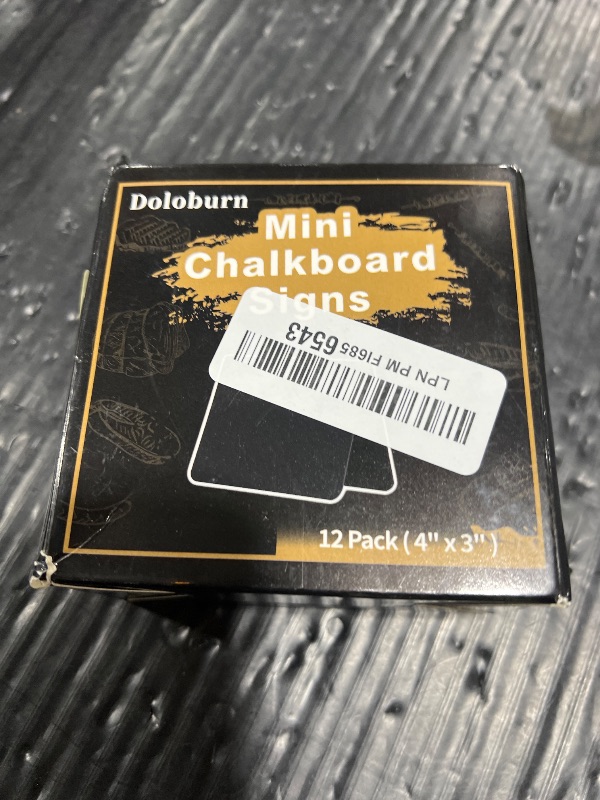 Doloburn
Mini
Chalkboard
Signs
LPN PM FI685 6543
12 Pack ( 4" x 3" )